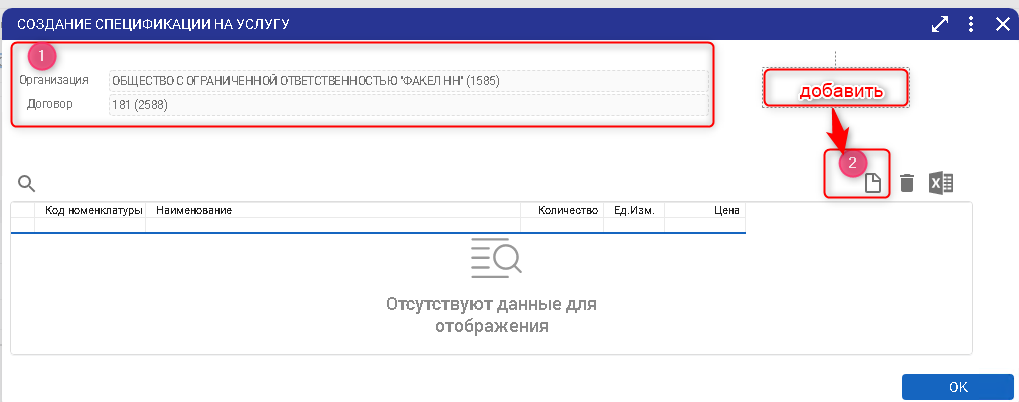 СОЗДАНИЕ СПЕЦИФИКАЦИИ НА УСЛУГУ
1
Организация ОБЩЕСТВО С ОГРАНИЧЕННОЙ ОТВЕТСТВЕННОСТЬЮ "ФАКЕЛ НН" (1585)
Договор 181 (2588)
добавить
2
Код номенклатуры Наименование Количество Ед.Изм. Цена
Отсутствуют данные для
отображения
OK